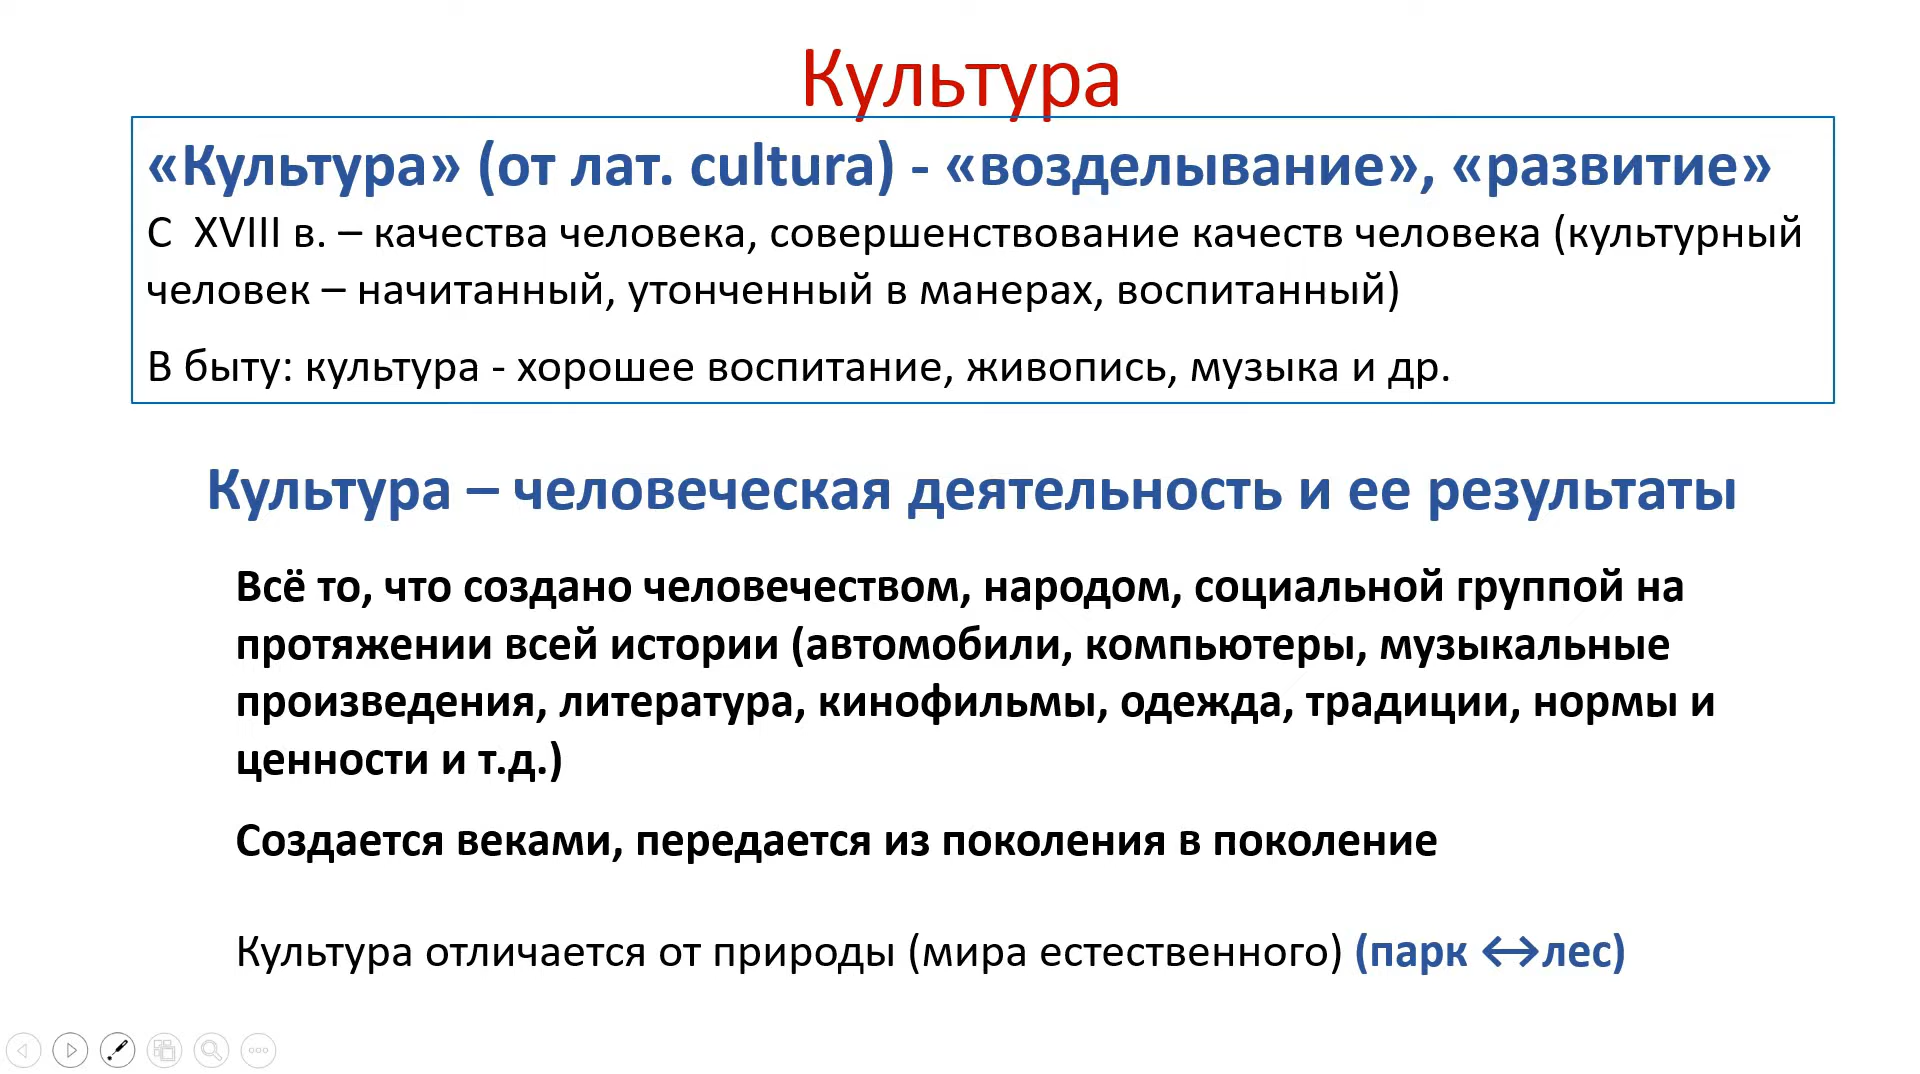 Культура
«Культура» (от лат. cultura) - «возделывание», «развитие»
С XVIII в. – качества человека, совершенствование качеств человека (культурный
человек – начитанный, утонченный в манерах, воспитанный)
В быту: культура - хорошее воспитание, живопись, музыка и др.
Культура – человеческая деятельность и ее результаты
Всё то, что создано человечеством, народом, социальной группой на
протяжении всей истории (автомобили, компьютеры, музыкальные
произведения, литература, кинофильмы, одежда, традиции, нормы и
ценности и т.д.)
Создается веками, передается из поколения в поколение
Культура отличается от природы (мира естественного) (парк ↔лес)